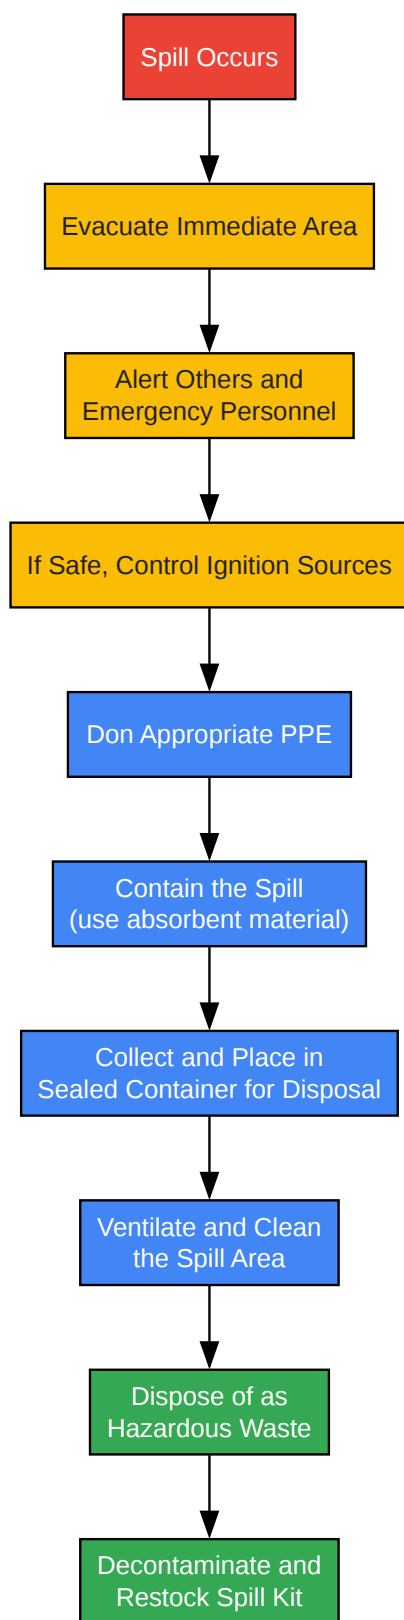 Spill Occurs
Evacuate Immediate Area
Alert Others and
Emergency Personnel
If Safe, Control Ignition Sources
Don Appropriate PPE
Contain the Spill
(use absorbent material)
Collect and Place in
Sealed Container for Disposal
Ventilate and Clean
the Spill Area
Dispose of as
Hazardous Waste
Decontaminate and
Restock Spill Kit